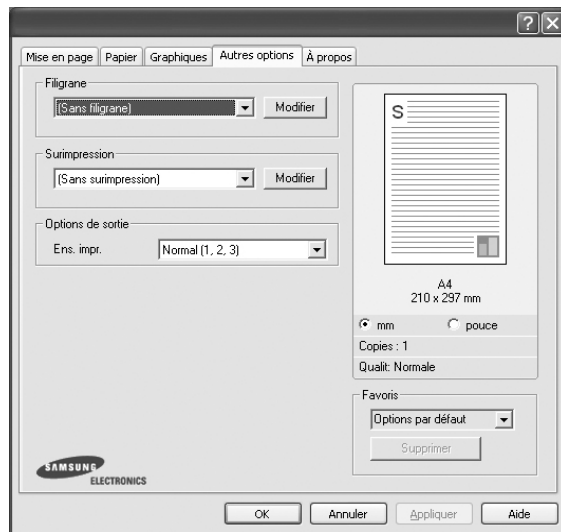 Mise en page Papier Graphiques Autres options À propos
Filigrane
(Sans filigrane) Modifier
Surimpression
(Sans surimpression) Modifier
Options de sortie
Ens. impr. Normal (1, 2, 3)
S
A4
210 x 297 mm
mm pouce
Copies : 1
Qualit: Normale
Favoris
Options par défaut
Supprimer
SAMSUNG
ELECTRONICS
OK Annuler Appliquer Aide